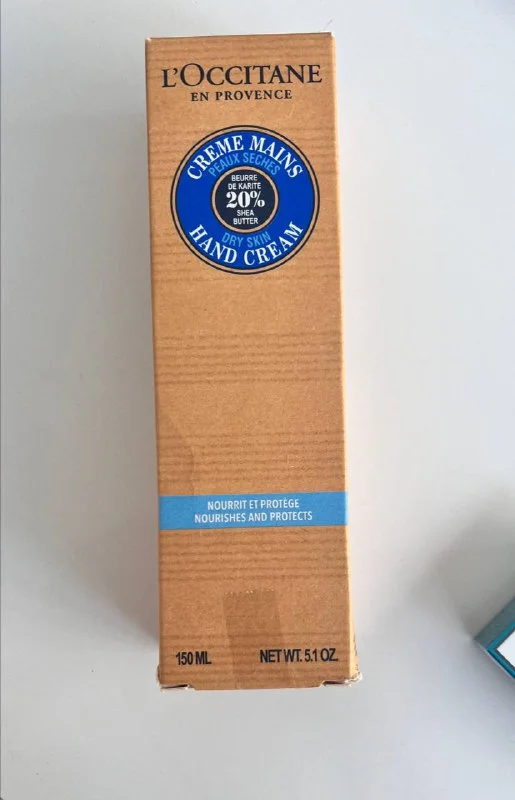 L'OCCITANE
EN PROVENCE
CREME MAINS
PEAUX SECHES
BEURRE
DE KARITE
20%
SHEA
BUTTER
DRY SKIN
HAND CREAM
NOURRIT ET PROTÈGE
NOURISHES AND PROTECTS
150 ML NET WT. 5.1 OZ.